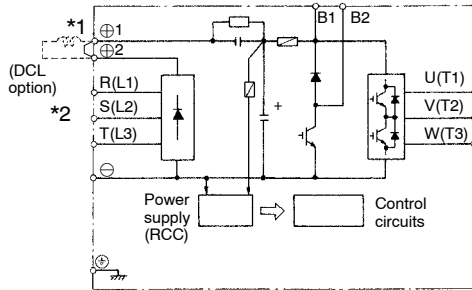 *1
⊕1
⊕2
(DCL
option)
*2
R(L1)
S(L2)
T(L3)
⊖
B1 B2
+
U(T1)
V(T2)
W(T3)
Power
supply
(RCC)
Control
circuits